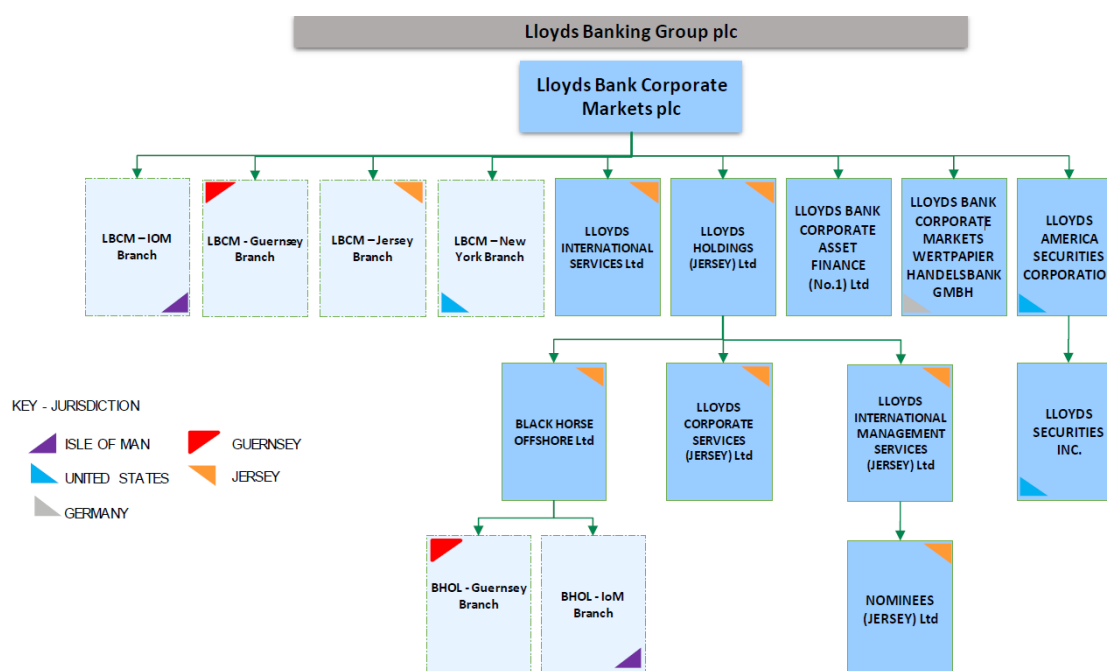 Lloyds Banking Group plc
Lloyds Bank Corporate
Markets plc
LBCM – IOM
Branch
LBCM - Guernsey
Branch
LBCM – Jersey
Branch
LBCM – New
York Branch
LLOYDS
INTERNATIONAL
SERVICES Ltd
LLOYDS
HOLDINGS
(JERSEY) Ltd
LLOYDS BANK
CORPORATE
ASSET
FINANCE
(No.1) Ltd
LLOYDS BANK
CORPORATE
MARKETS
WERTPAPIER
HANDELSBANK
GMBH
LLOYDS
AMERICA
SECURITIES
CORPORATIO
BLACK HORSE
OFFSHORE Ltd
LLOYDS
CORPORATE
SERVICES
(JERSEY) Ltd
LLOYDS
INTERNATIONAL
MANAGEMENT
SERVICES
(JERSEY) Ltd
LLOYDS
SECURITIES
INC.
KEY - JURISDICTION
ISLE OF MAN
GUERNSEY
UNITED STATES
JERSEY
GERMANY
BHOL - Guernsey
Branch
BHOL - IoM
Branch
NOMINEES
(JERSEY) Ltd